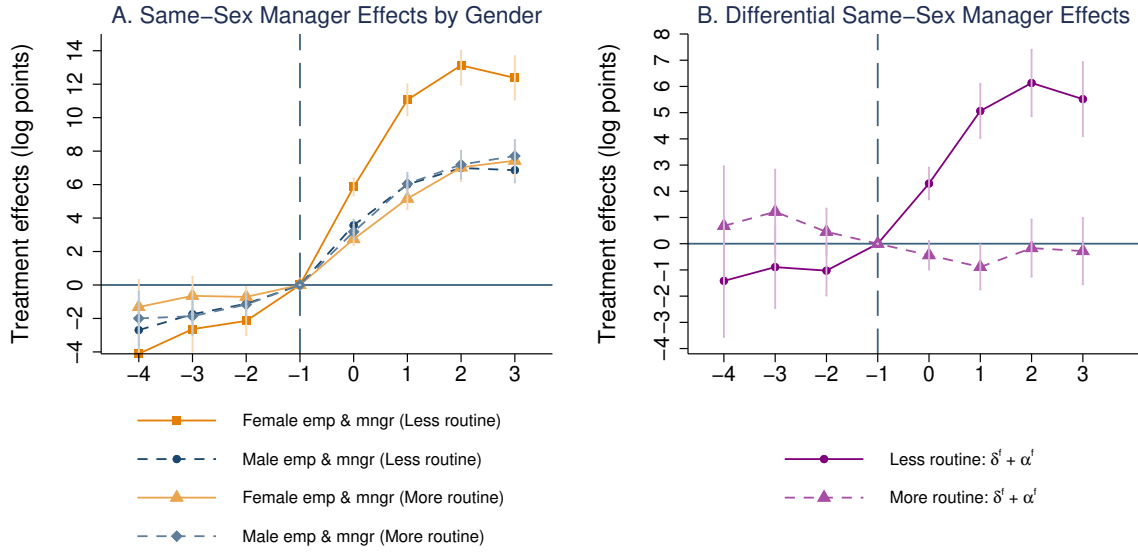 A. Same−Sex Manager Effects by Gender
Treatment effects (log points)
14
12
10
8
6
4
2
0
−2
−4
−4 −3 −2 −1 0 1 2 3
Female emp & mngr (Less routine)
Male emp & mngr (Less routine)
Female emp & mngr (More routine)
Male emp & mngr (More routine)
B. Differential Same−Sex Manager Effects
Treatment effects (log points)
8
7
6
5
4
3
2
1
0
−1
−2
−3
−4
−4 −3 −2 −1 0 1 2 3
Less routine: δᶠ + αᶠ
More routine: δᶠ + αᶠ